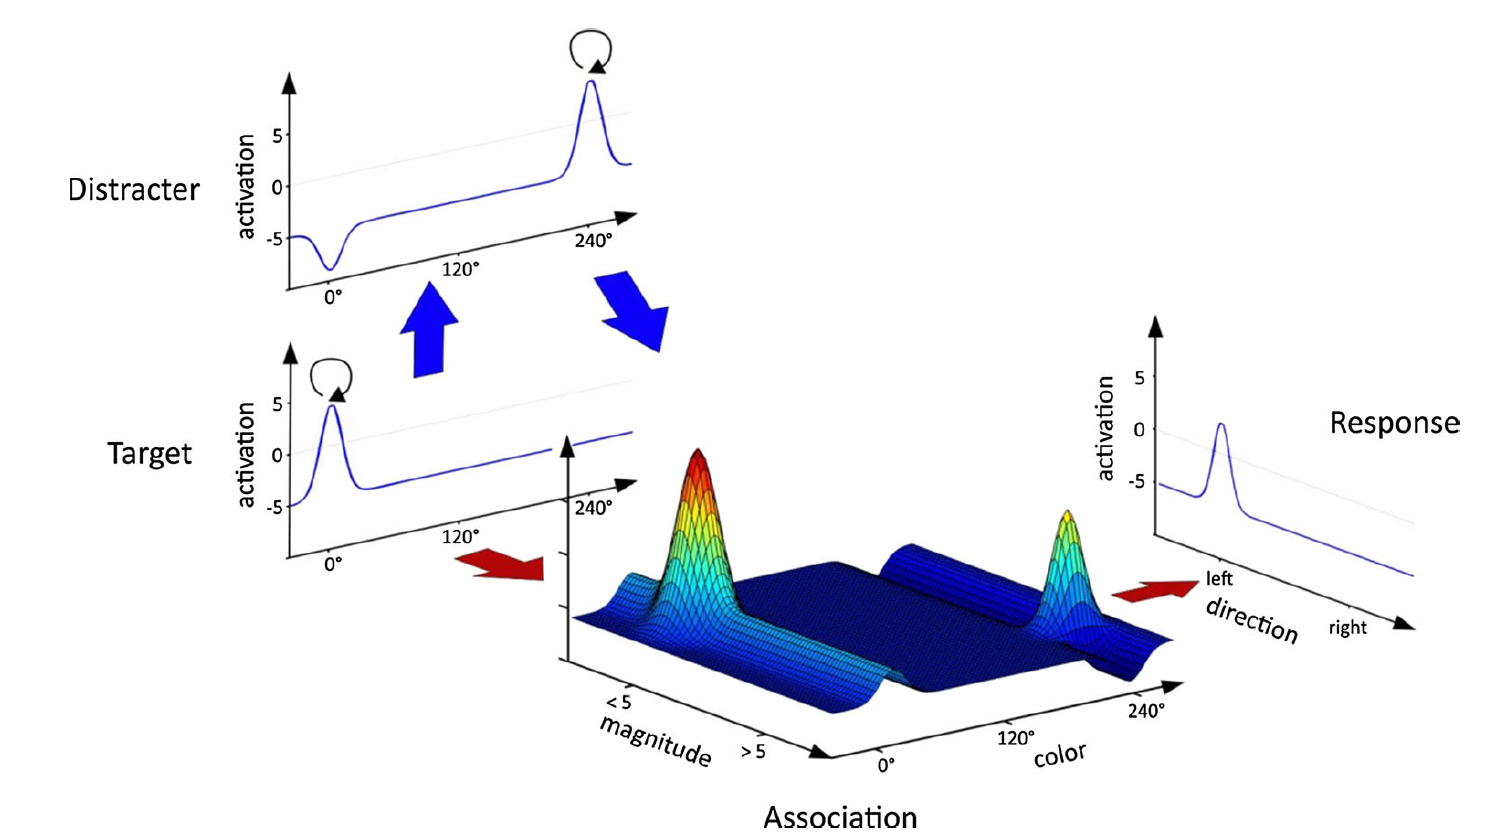 Distracter
activation
5
0
-5
0°
120°
240°
Target
activation
5
0
-5
0°
120°
240°
< 5
magnitude
> 5
0°
120°
color
240°
Association
activation
5
0
-5
left
direction
right
Response